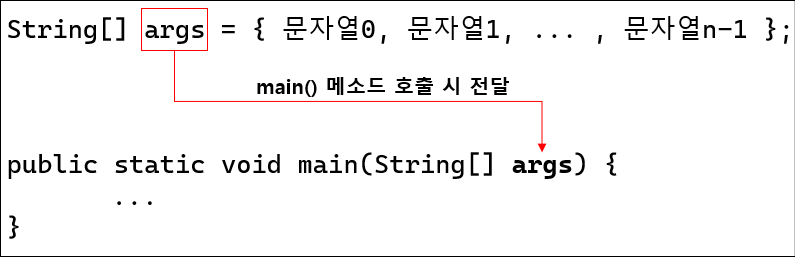 String[] args = { 문자열0, 문자열1, ... , 문자열n-1 };
main() 메소드 호출 시 전달
public static void main(String[] args) {
...
}